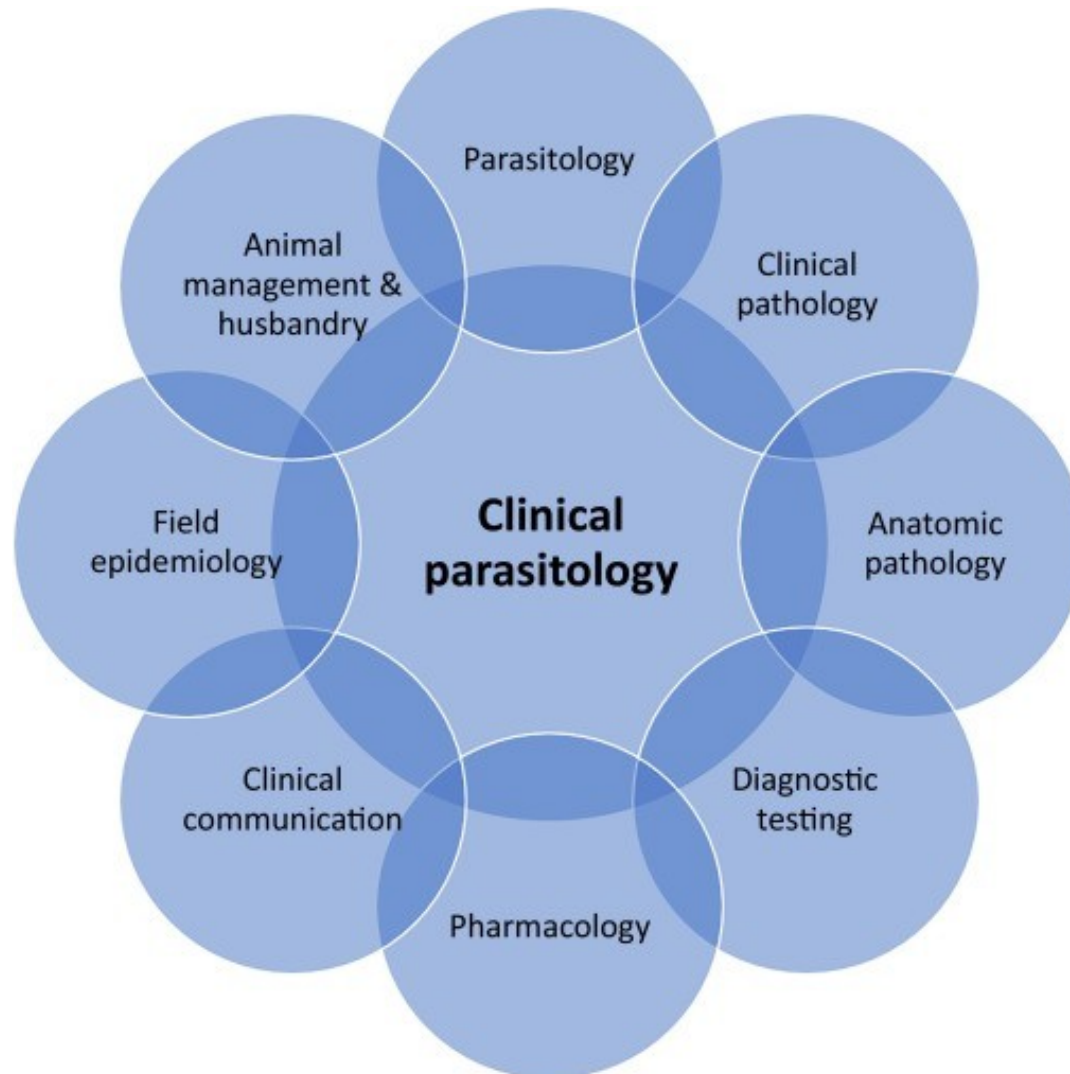 Parasitology
Clinical
pathology
Anatomic
pathology
Diagnostic
testing
Pharmacology
Clinical
communication
Field
epidemiology
Animal
management &
husbandry
Clinical
parasitology